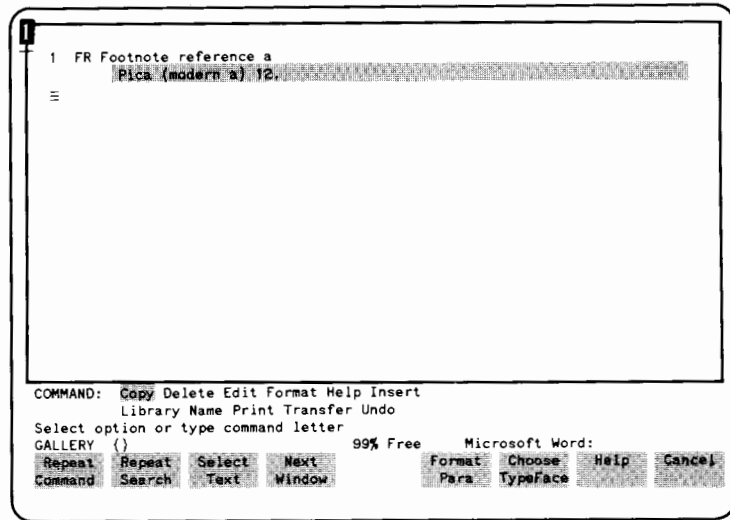 1 FR Footnote reference a
Pica (modern a) 12.
COMMAND: Copy Delete Edit Format Help Insert
Library Name Print Transfer Undo
Select option or type command letter
GALLERY {} 99% Free Microsoft Word:
Repeat Repeat Select Next Format Choose Help Cancel
Command Search Text Window Para TypeFace